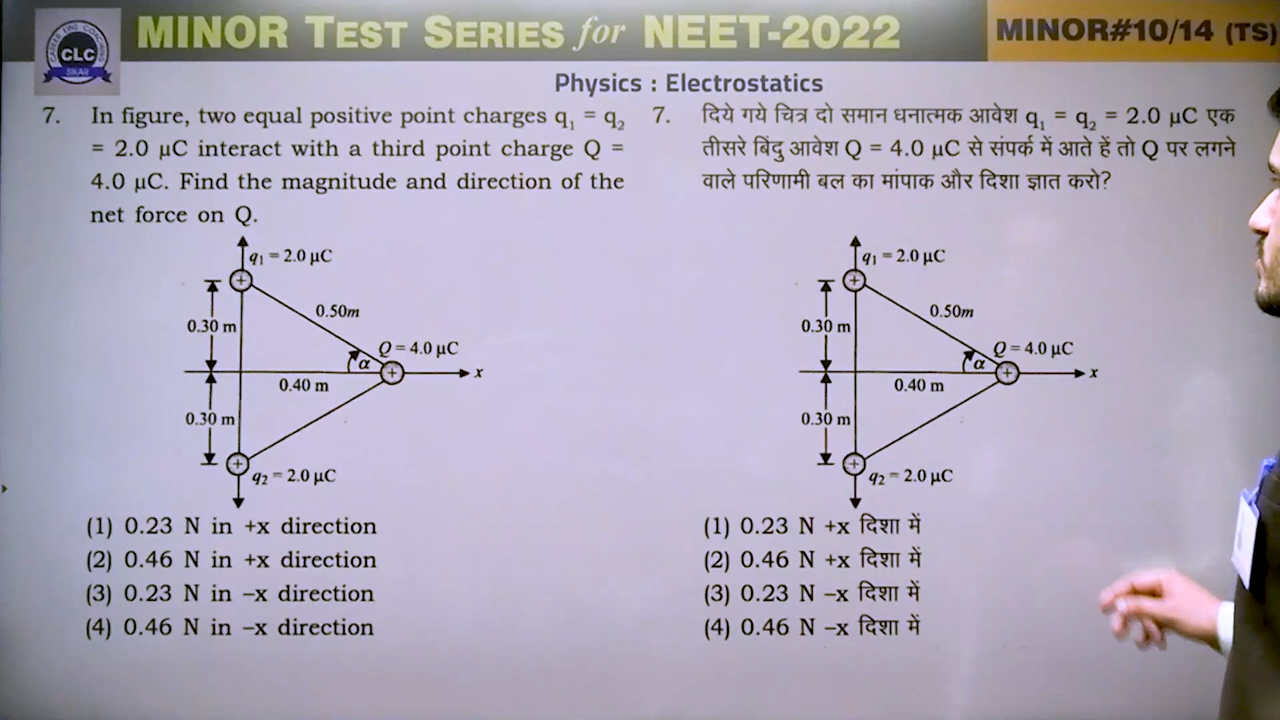 MINOR TEST SERIES for NEET-2022
MINOR#10/14 (TS)
CLC
SIKAR
Physics : Electrostatics
7. In figure, two equal positive point charges q₁ = q₂
= 2.0 μC interact with a third point charge Q =
4.0 μC. Find the magnitude and direction of the
net force on Q.
q₁ = 2.0 μC
0.50m
0.30 m
Q = 4.0 μC
α
x
0.40 m
0.30 m
q₂ = 2.0 μC
(1) 0.23 N in +x direction
(2) 0.46 N in +x direction
(3) 0.23 N in –x direction
(4) 0.46 N in –x direction
7. दिये गये चित्र दो समान धनात्मक आवेश q₁ = q₂ = 2.0 μC एक
तीसरे बिंदु आवेश Q = 4.0 μC से संपर्क में आते हें तो Q पर लगने
वाले परिणामी बल का मांपाक और दिशा ज्ञात करो?
q₁ = 2.0 μC
0.50m
0.30 m
Q = 4.0 μC
α
x
0.40 m
0.30 m
q₂ = 2.0 μC
(1) 0.23 N +x दिशा में
(2) 0.46 N +x दिशा में
(3) 0.23 N –x दिशा में
(4) 0.46 N –x दिशा में